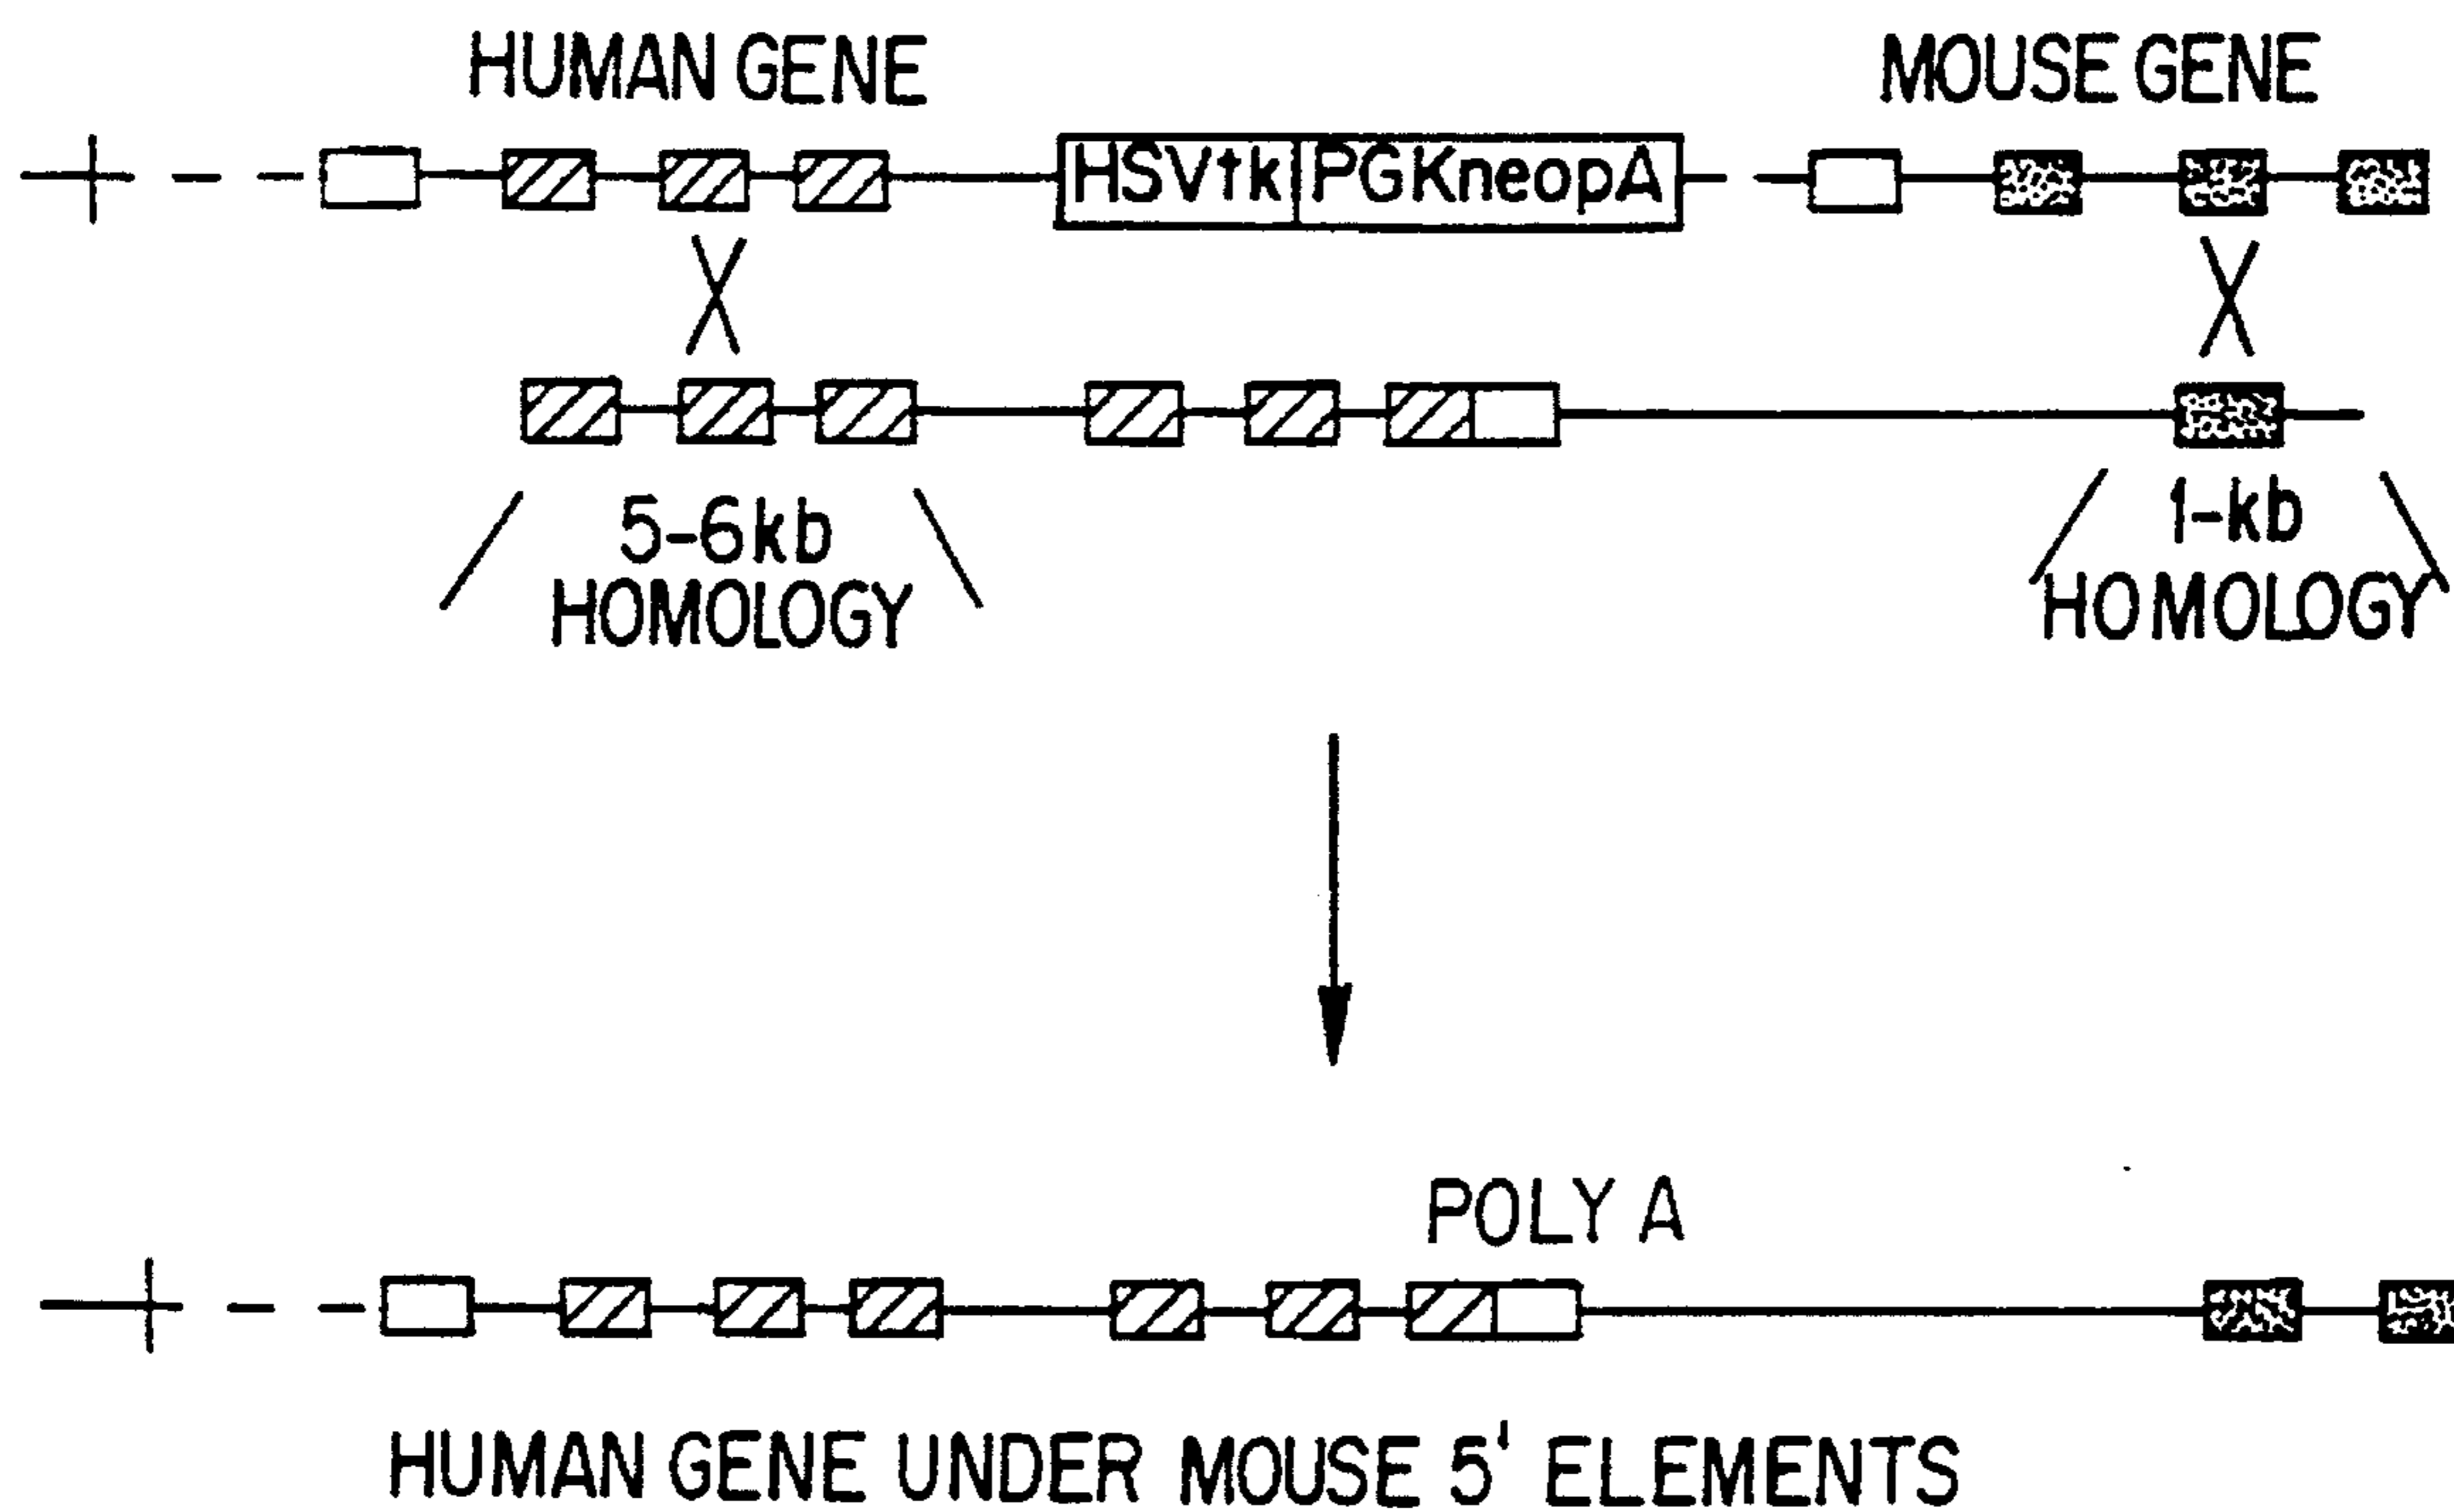 HUMAN GENE
MOUSE GENE
HSVtk PGKneopA
5-6kb
HOMOLOGY
1-kb
HOMOLOGY
POLY A
HUMAN GENE UNDER MOUSE 5' ELEMENTS